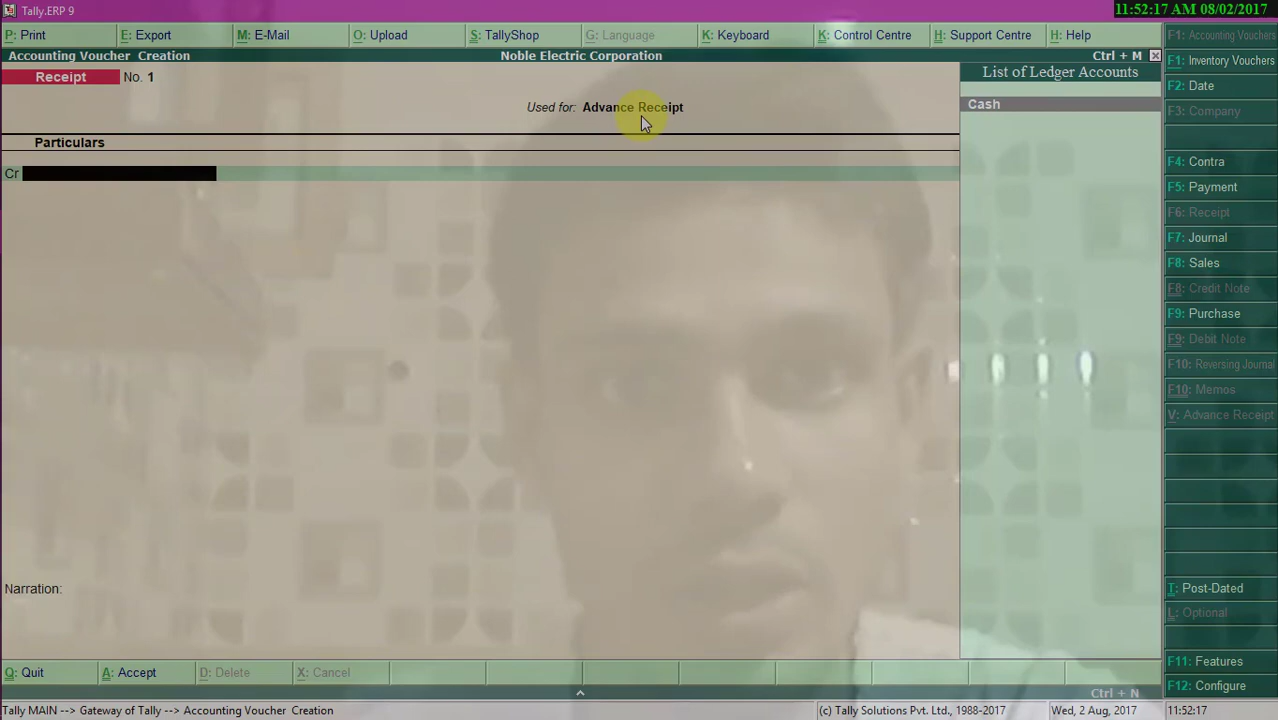 Tally.ERP 9
11:52:17 AM 08/02/2017
P: Print
E: Export
M: E-Mail
O: Upload
S: TallyShop
G: Language
K: Keyboard
K: Control Centre
H: Support Centre
H: Help
Accounting Voucher Creation
Noble Electric Corporation
Ctrl + M
Receipt No. 1
Used for: Advance Receipt
Particulars
Cr
Narration:
List of Ledger Accounts
Cash
F1: Accounting Vouchers
F1: Inventory Vouchers
F2: Date
F3: Company
F4: Contra
F5: Payment
F6: Receipt
F7: Journal
F8: Sales
F8: Credit Note
F9: Purchase
F9: Debit Note
F10: Reversing Journal
F10: Memos
V: Advance Receipt
T: Post-Dated
L: Optional
F11: Features
F12: Configure
Q: Quit
A: Accept
D: Delete
X: Cancel
Ctrl + N
Tally MAIN --> Gateway of Tally --> Accounting Voucher Creation
(c) Tally Solutions Pvt. Ltd., 1988-2017
Wed, 2 Aug, 2017
11:52:17